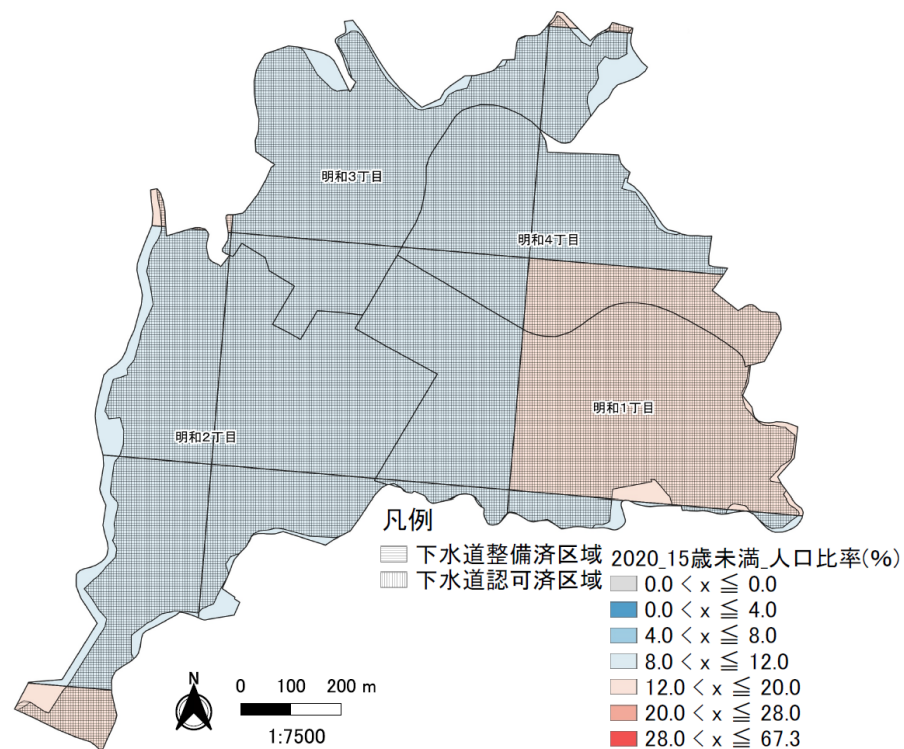 明和3丁目
明和4丁目
明和1丁目
明和2丁目
凡例
下水道整備済区域
下水道認可済区域
2020_15歳未満_人口比率(%)
0.0 < x ≦ 0.0
0.0 < x ≦ 4.0
4.0 < x ≦ 8.0
8.0 < x ≦ 12.0
12.0 < x ≦ 20.0
20.0 < x ≦ 28.0
28.0 < x ≦ 67.3
N
0 100 200 m
1:7500